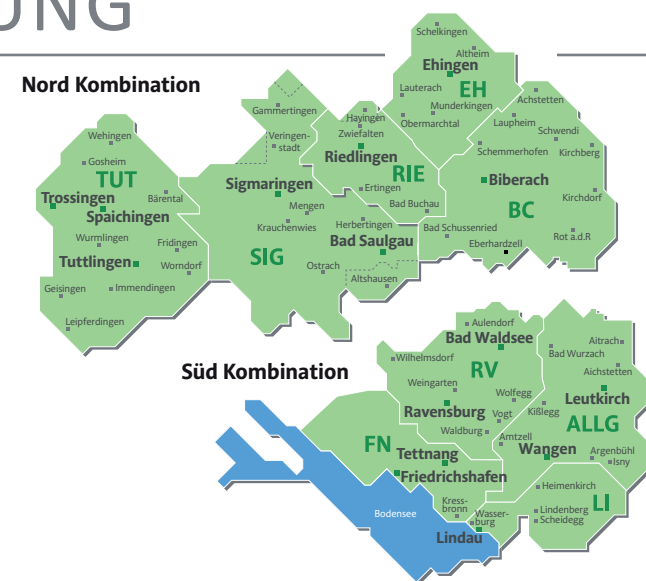 UNG
Nord Kombination
Schelkingen
Altheim
Ehingen
EH
Lauterach
Munderkingen
Obermarchtal
Achstetten
Laupheim
Schwendi
Schemmerhofen
Kirchberg
Biberach
BC
Kirchdorf
Bad Schussenried
Eberhardzell
Rot a.d.R
Gammertingen
Hayingen
Zwiefalten
Veringen-
stadt
Riedlingen
RIE
Ertingen
Bad Buchau
Sigmaringen
Mengen
Krauchenwies
Herbertingen
Bad Saulgau
SIG
Ostrach
Altshausen
Wehingen
Gosheim
TUT
Trossingen
Bärental
Spaichingen
Wurmlingen
Fridingen
Tuttlingen
Worndorf
Geisingen
Immendingen
Leipferdingen
Süd Kombination
Aulendorf
Bad Waldsee
Wilhelmsdorf
RV
Weingarten
Wolfegg
Ravensburg
Vogt
Waldburg
Aitrach
Bad Wurzach
Aichstetten
Leutkirch
Kißlegg
ALLG
Amtzell
Wangen
Argenbühl
Isny
FN
Tettnang
Friedrichshafen
Kress-
bronn
Bodensee
Wasser-
burg
Lindau
Heimenkirch
LI
Lindenberg
Scheidegg